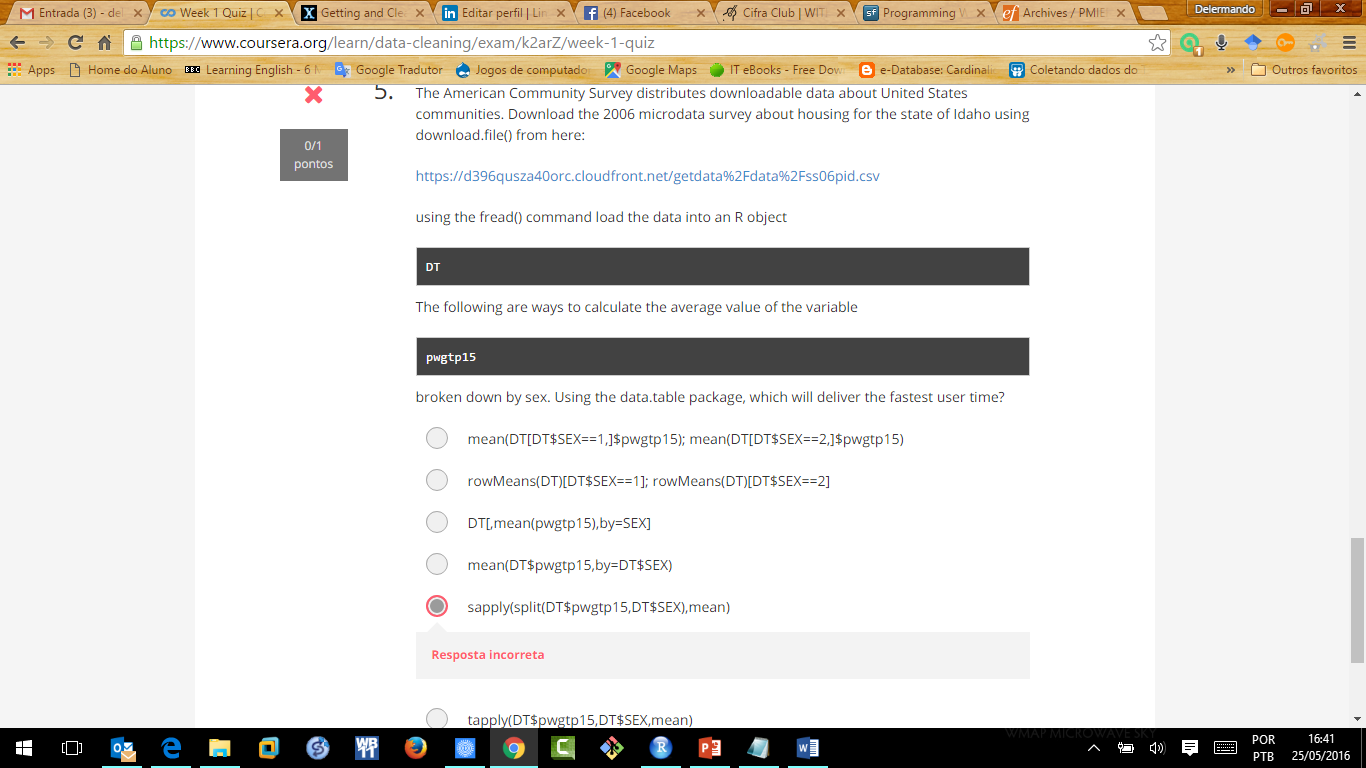 Entrada (3) - del
Week 1 Quiz | C
Getting and Cle
Editar perfil | Lin
(4) Facebook
Cifra Club | WIT
Programming W
Archives / PMIE
Delermando
https://www.coursera.org/learn/data-cleaning/exam/k2arZ/week-1-quiz
Apps
Home do Aluno
BBC Learning English - 6 M
Google Tradutor
Jogos de computado
Google Maps
IT eBooks - Free Dow
e-Database: Cardinali
Coletando dados do
»
Outros favoritos
5.
The American Community Survey distributes downloadable data about United States
communities. Download the 2006 microdata survey about housing for the state of Idaho using
download.file() from here:
0/1
pontos
https://d396qusza40orc.cloudfront.net/getdata%2Fdata%2Fss06pid.csv
using the fread() command load the data into an R object
DT
The following are ways to calculate the average value of the variable
pwgtp15
broken down by sex. Using the data.table package, which will deliver the fastest user time?
mean(DT[DT$SEX==1,]$pwgtp15); mean(DT[DT$SEX==2,]$pwgtp15)
rowMeans(DT)[DT$SEX==1]; rowMeans(DT)[DT$SEX==2]
DT[,mean(pwgtp15),by=SEX]
mean(DT$pwgtp15,by=DT$SEX)
sapply(split(DT$pwgtp15,DT$SEX),mean)
Resposta incorreta
tapply(DT$pwgtp15,DT$SEX,mean)
WMAP MICROWAVE SKY
POR
PTB
16:41
25/05/2016